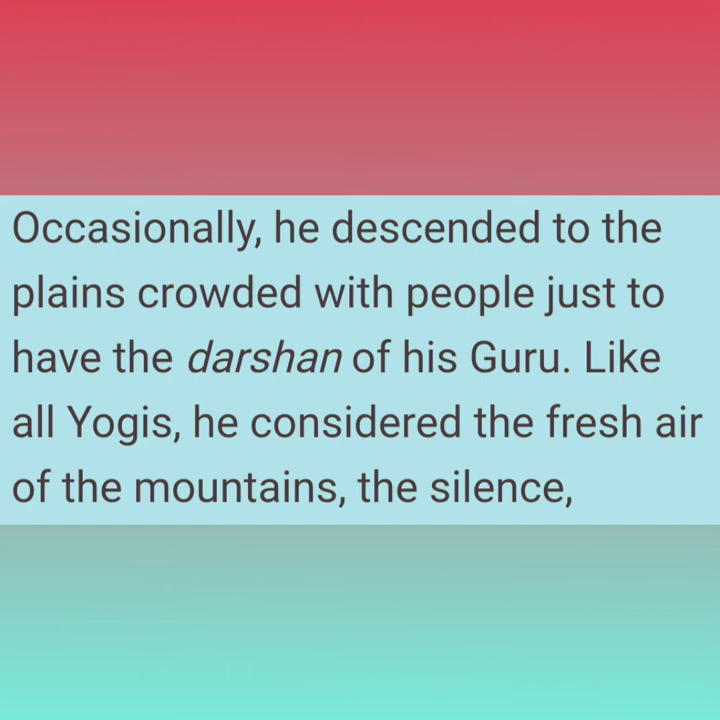 Occasionally, he descended to the
plains crowded with people just to
have the darshan of his Guru. Like
all Yogis, he considered the fresh air
of the mountains, the silence,